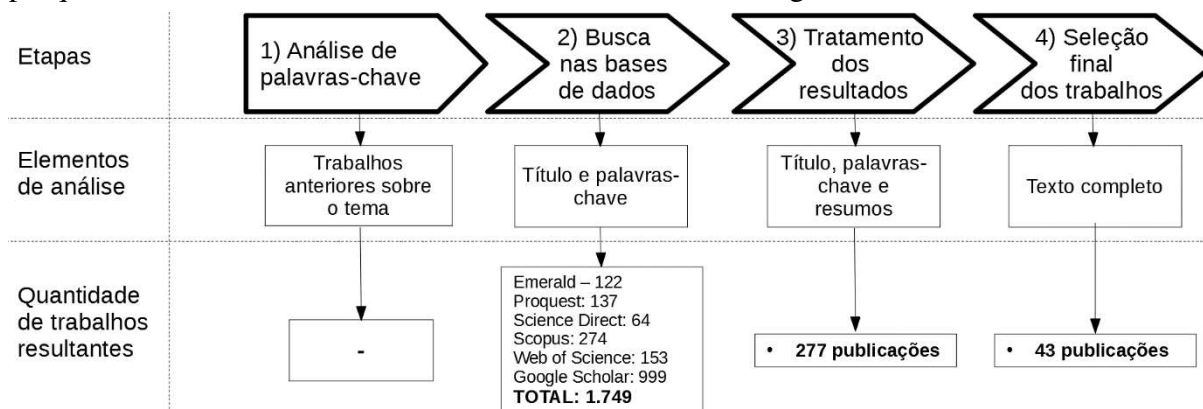 Etapas
1) Análise de
palavras-chave
2) Busca
nas bases
de dados
3) Tratamento
dos
resultados
4) Seleção
final
dos trabalhos
Elementos
de análise
Trabalhos
anteriores sobre
o tema
Título e palavras-
chave
Título, palavras-
chave e
resumos
Texto completo
Quantidade
de trabalhos
resultantes
-
Emerald – 122
Proquest: 137
Science Direct: 64
Scopus: 274
Web of Science: 153
Google Scholar: 999
TOTAL: 1.749
• 277 publicações
• 43 publicações